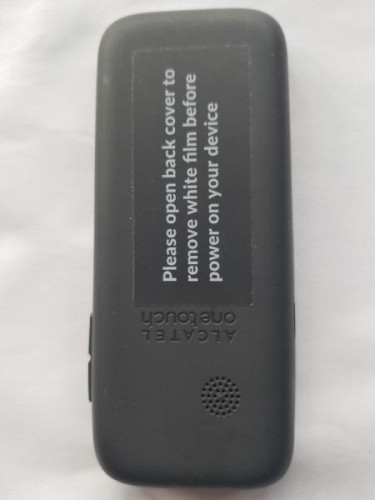 Please open back cover to
remove white film before
power on your device
ALCATEL
onetouch